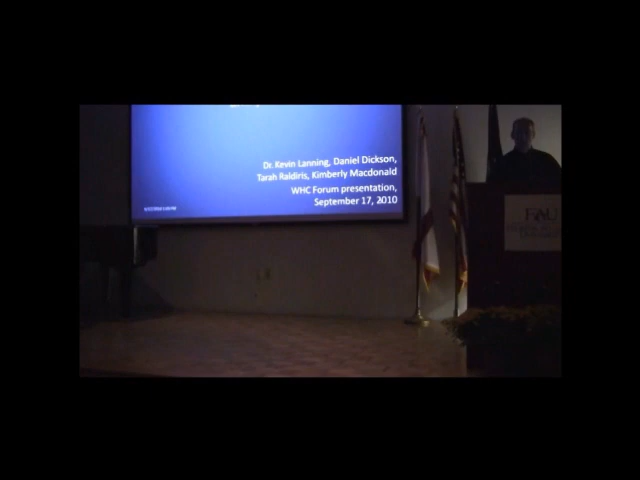 Dr. Kevin Lanning, Daniel Dickson,
Tarah Raldiris, Kimberly Macdonald
WHC Forum presentation,
September 17, 2010
FAU